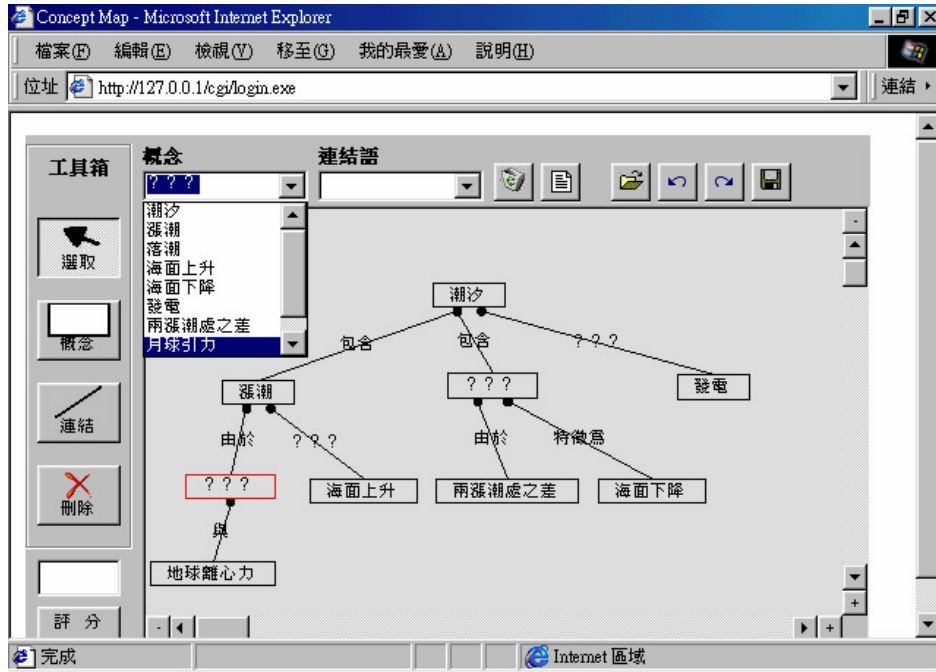 Concept Map - Microsoft Internet Explorer
檔案(F) 編輯(E) 檢視(V) 移至(G) 我的最愛(A) 說明(H)
位址 http://127.0.0.1/cgi/login.exe 連結
工具箱 概念 連結語
？？？
潮汐
漲潮
落潮
海面上升
海面下降
發電
兩漲潮處之差
月球引力
選取
概念
連結
刪除
評 分
潮汐
包含 包含 ？？？
漲潮 ？？？ 發電
由於 ？？？ 由於 特徵為
？？？ 海面上升 兩漲潮處之差 海面下降
與
地球離心力
完成 Internet 區域